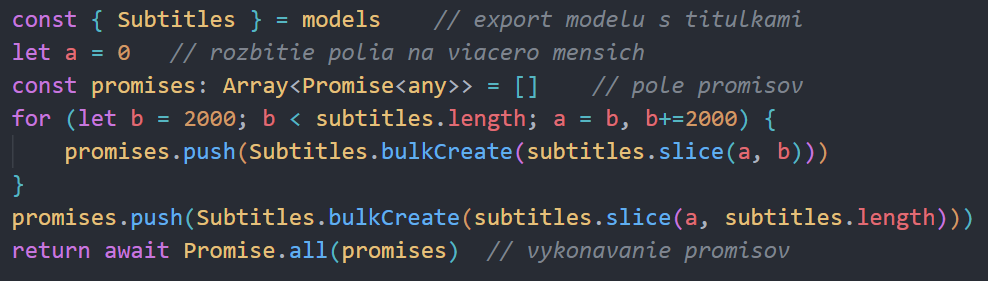 const { Subtitles } = models    // export modelu s titulkami
let a = 0   // rozbitie polia na viacero mensich
const promises: Array<Promise<any>> = []    // pole promisov
for (let b = 2000; b < subtitles.length; a = b, b+=2000) {
    promises.push(Subtitles.bulkCreate(subtitles.slice(a, b)))
}
promises.push(Subtitles.bulkCreate(subtitles.slice(a, subtitles.length)))
return await Promise.all(promises)  // vykonavanie promisov